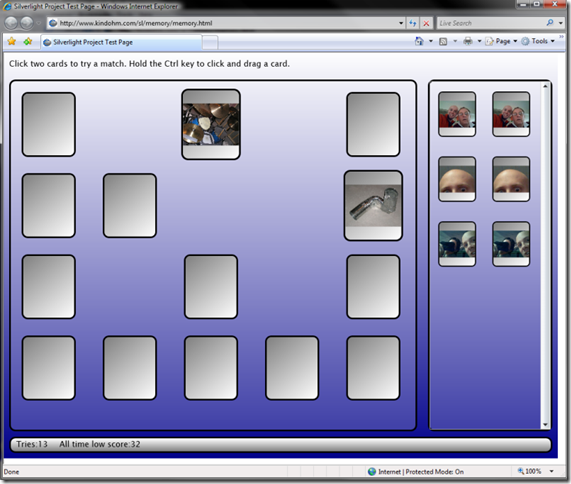 Silverlight Project Test Page - Windows Internet Explorer
http://www.kindohm.com/sl/memory/memory.html
Live Search
Silverlight Project Test Page
Page
Tools
Click two cards to try a match. Hold the Ctrl key to click and drag a card.
Tries:13 All time low score:32
Done
Internet | Protected Mode: On
100%